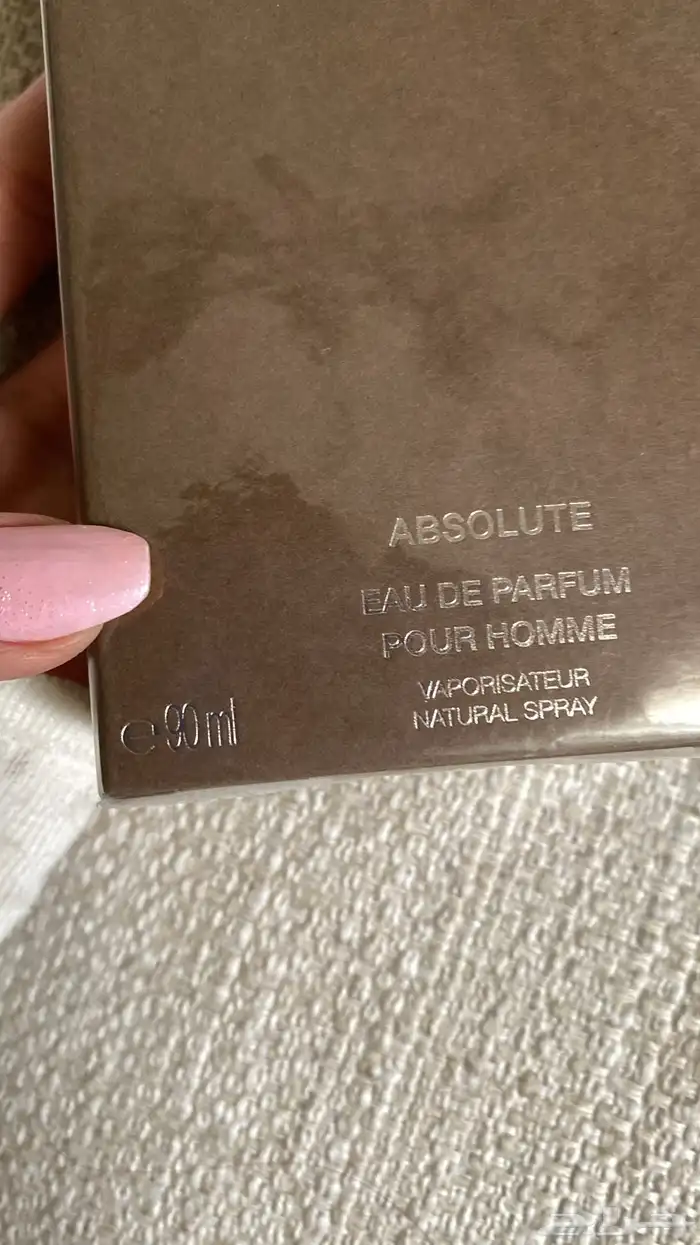 ABSOLUTE
EAU DE PARFUM
POUR HOMME
VAPORISATEUR
NATURAL SPRAY
℮ 90 ml